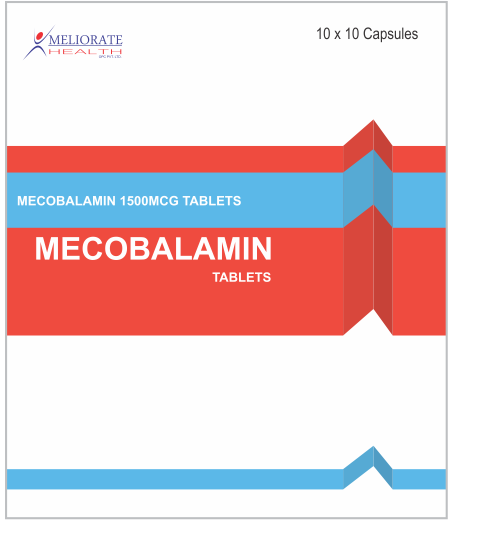 MELIORATE
HEALTH
10 x 10 Capsules
MECOBALAMIN 1500MCG TABLETS
MECOBALAMIN
TABLETS